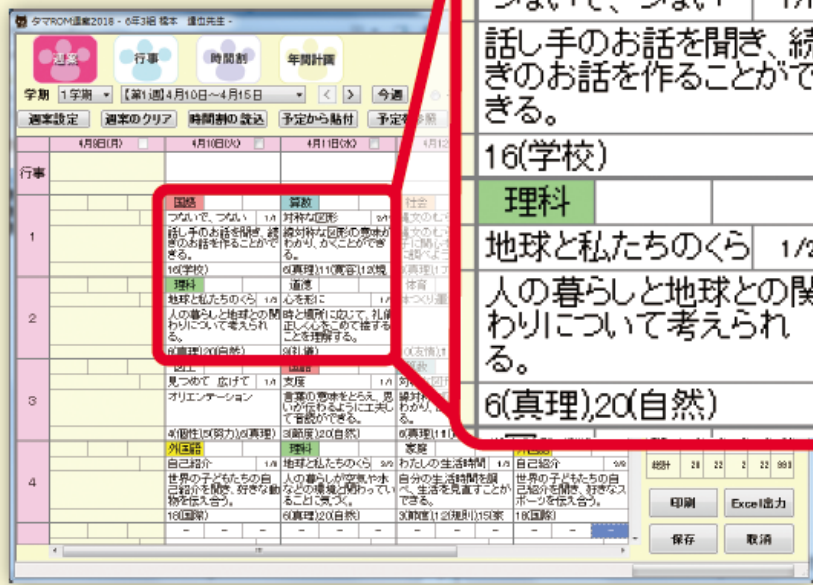 タマROM週案2018 - 6年3組 橋本 達也先生 -
週案
行事
時間割
年間計画
学期 1学期 【第1週】4月10日～4月15日 < > 今週
週案設定 週案のクリア 時間割の読込 予定から貼付
4月9日(月) 4月10日(火) 4月11日(水)
行事
1
国語
つないで、つない 1/1
話し手のお話を聞き、続
ぎのお話を作ることがで
きる。
16(学校)
算数
対称な図形
線対称な図形の意味が
わかり、かくことができ
る。
6(真理),11(寛容),12(規
社会
2
理科
地球と私たちのくら 1/2
人の暮らしと地球との関
わりについて考えられ
る。
6(真理),20(自然)
道徳
心を形に
時と場所に応じて、礼儀
正しく心をこめて接する
ことを理解する。
9(礼儀)
体育
3
図工
見つめて 広げて 1/1
オリエンテーション
4(個性),5(努力),6(真理)
国語
支度 1/1
言葉の意味をとらえ、思
いが伝わるように工夫し
て音読ができる。
3(節度),20(自然)
4
外国語
自己紹介
世界の子どもたちの自
己紹介を聞き、好きな動
物を伝え合う。
18(国際)
理科
地球と私たちのくら 2/2
人の暮らしが空気や水
などの環境と関わってい
ることに気づく。
6(真理),20(自然)
家庭
わたしの生活時間
自分の生活時間を調
べ、生活を見直すことが
できる。
3(節度),12(規則),15(家
外国語
自己紹介
世界の子どもたちの自
己紹介を聞き、好きなス
ポーツを伝え合う。
18(国際)
話し手のお話を聞き、続
ぎのお話を作ることがで
きる。
16(学校)
理科
地球と私たちのくら 1/2
人の暮らしと地球との関
わりについて考えられ
る。
6(真理),20(自然)
印刷 Excel出力
保存 取消